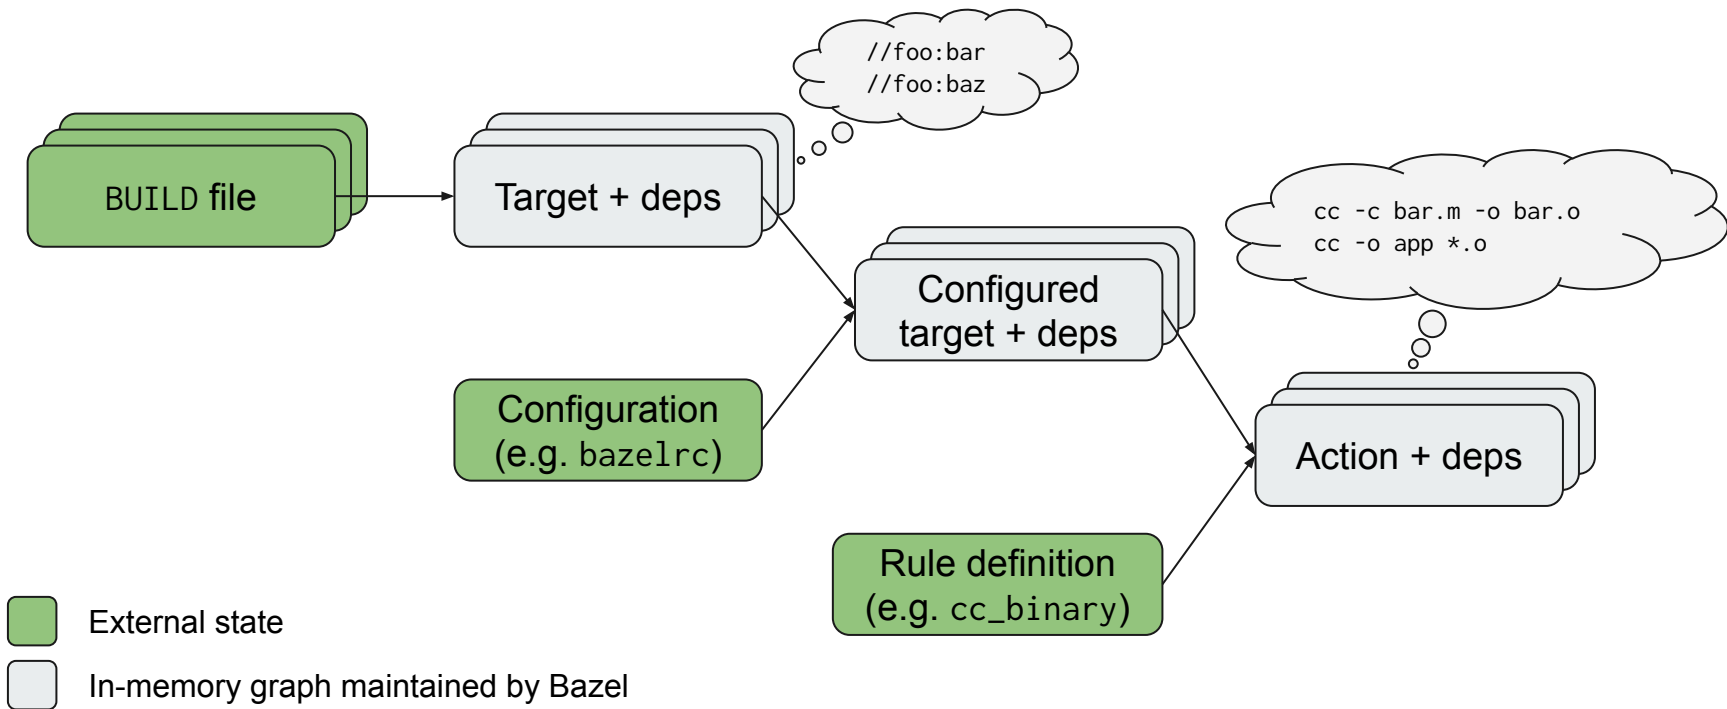 //foo:bar
//foo:baz
BUILD file
Target + deps
cc -c bar.m -o bar.o
cc -o app *.o
Configured
target + deps
Configuration
(e.g. bazelrc)
Action + deps
Rule definition
(e.g. cc_binary)
External state
In-memory graph maintained by Bazel